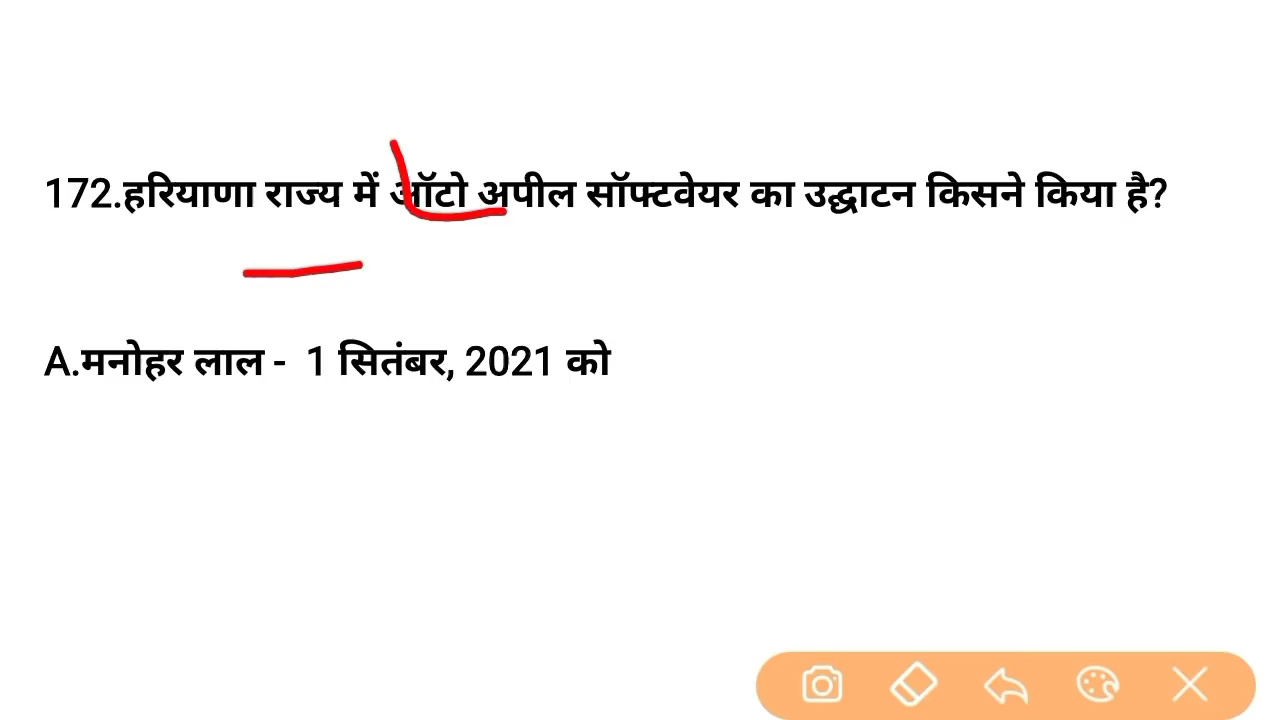 172.हरियाणा राज्य में ऑटो अपील सॉफ्टवेयर का उद्घाटन किसने किया है?
A.मनोहर लाल - 1 सितंबर, 2021 को